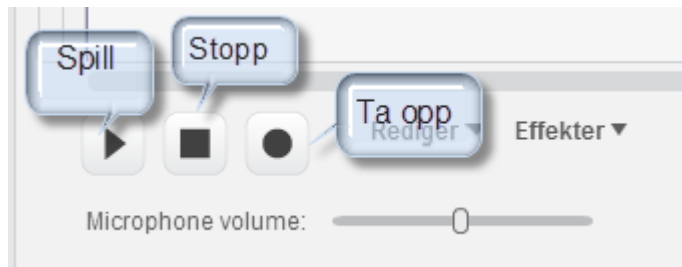 Spill
Stopp
Ta opp
Rediger ▼ Effekter ▼
Microphone volume: